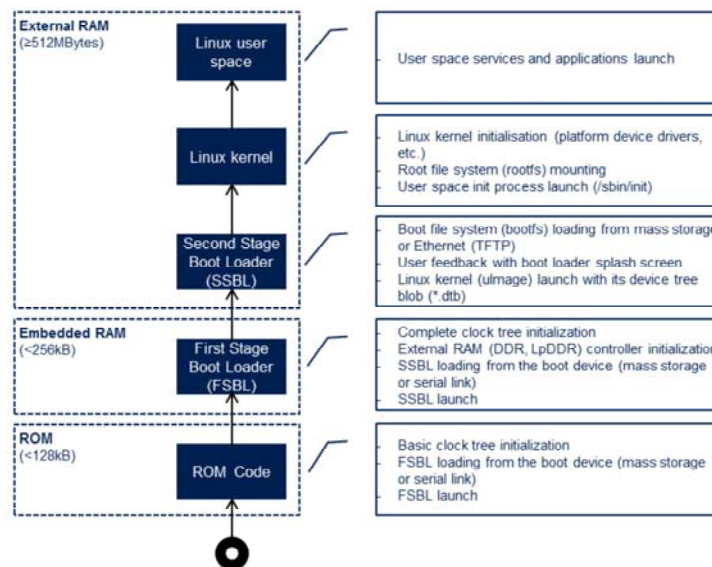 External RAM
(≥512MBytes)
Linux user
space
- User space services and applications launch
Linux kernel
- Linux kernel initialisation (platform device drivers,
etc.)
- Root file system (rootfs) mounting
- User space init process launch (/sbin/init)
Second Stage
Boot Loader
(SSBL)
- Boot file system (bootfs) loading from mass storage
or Ethernet (TFTP)
- User feedback with boot loader splash screen
- Linux kernel (uImage) launch with its device tree
blob (*.dtb)
Embedded RAM
(<256kB)
First Stage
Boot Loader
(FSBL)
- Complete clock tree initialization
- External RAM (DDR, LpDDR) controller initialization
- SSBL loading from the boot device (mass storage
or serial link)
- SSBL launch
ROM
(<128kB)
ROM Code
- Basic clock tree initialization
- FSBL loading from the boot device (mass storage
or serial link)
- FSBL launch